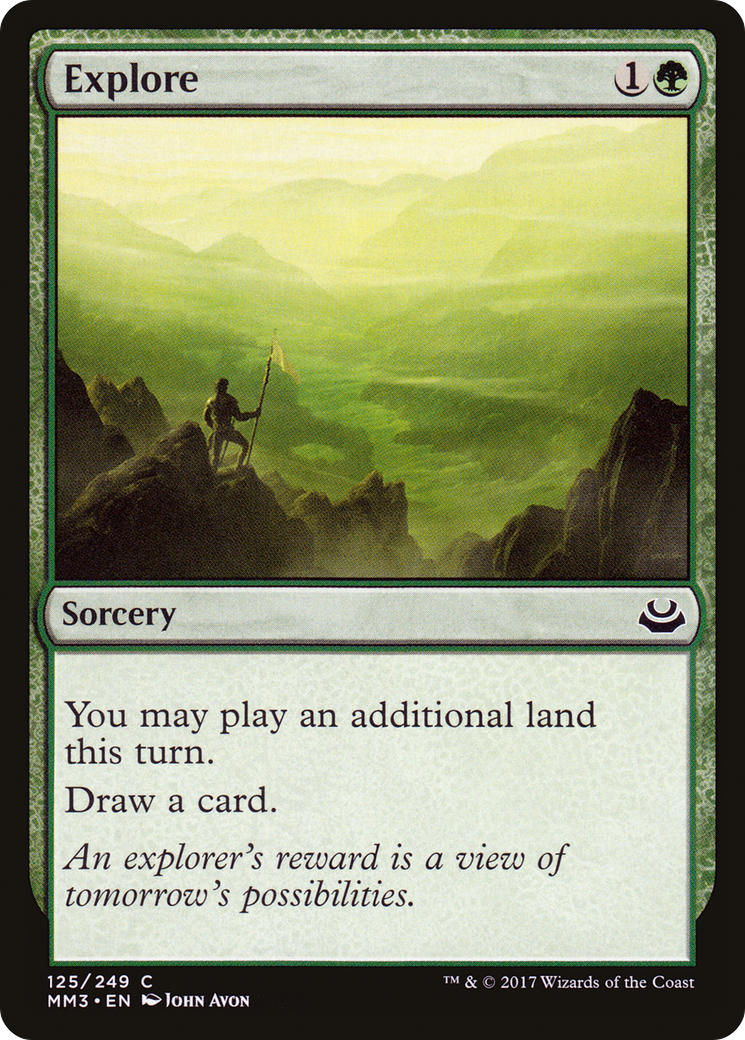 Explore 1
Sorcery
You may play an additional land
this turn.
Draw a card.
An explorer's reward is a view of
tomorrow's possibilities.
125/249 C
MM3 • EN John Avon
™ & © 2017 Wizards of the Coast